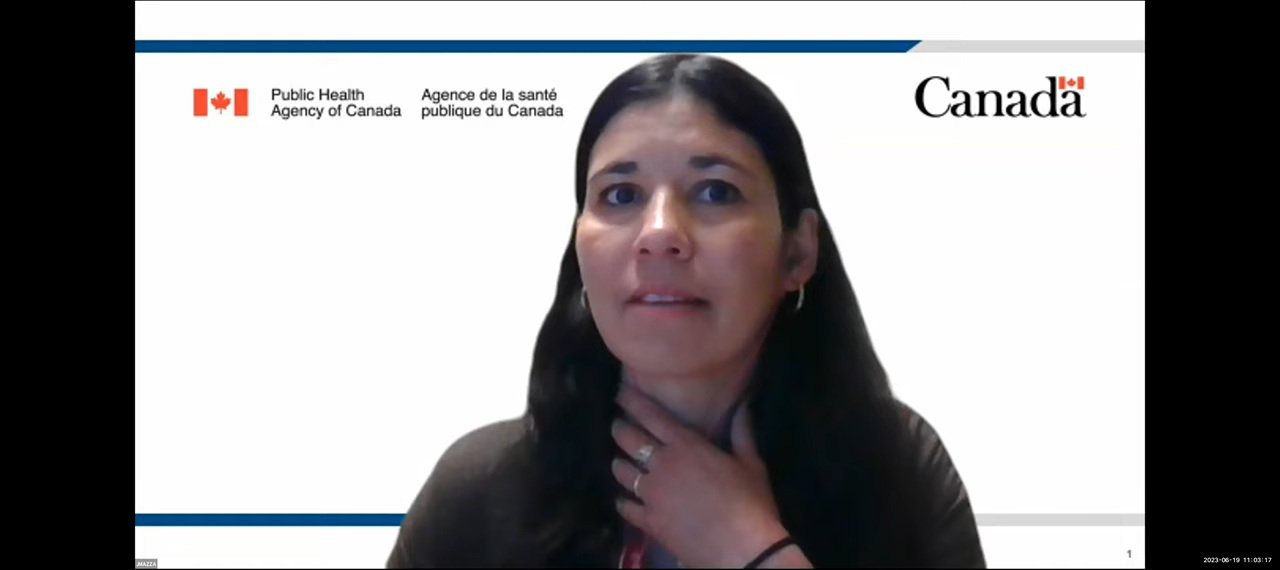 Public Health
Agency of Canada
Agence de la santé
publique du Canada
Canada
1
2023-06-19 11:03:17